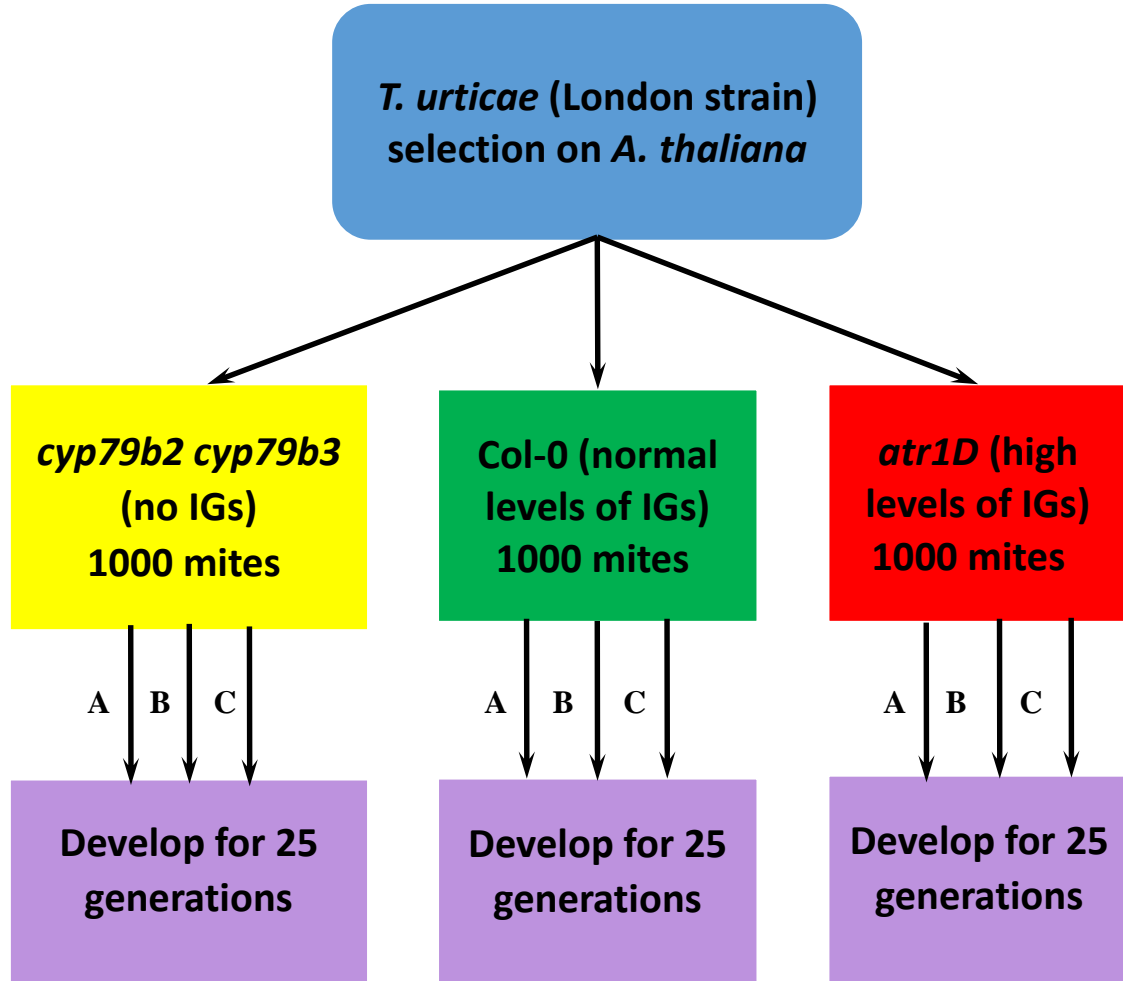 T. urticae (London strain)
selection on A. thaliana
cyp79b2 cyp79b3
(no IGs)
1000 mites
Col-0 (normal
levels of IGs)
1000 mites
atr1D (high
levels of IGs)
1000 mites
A B C
A B C
A B C
Develop for 25
generations
Develop for 25
generations
Develop for 25
generations